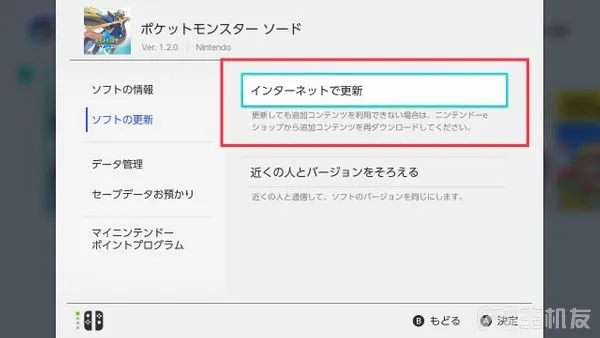 ポケットモンスター ソード
Ver. 1.2.0 | Nintendo
ソフトの情報
ソフトの更新
データ管理
セーブデータお預かり
マイニンテンドー
ポイントプログラム
インターネットで更新
更新しても追加コンテンツを利用できない場合は、ニンテンドーe
ショップから追加コンテンツを再ダウンロードしてください。
近くの人とバージョンをそろえる
近くの人と通信して、ソフトのバージョンを同じにします。
B もどる
A 決定
主机友